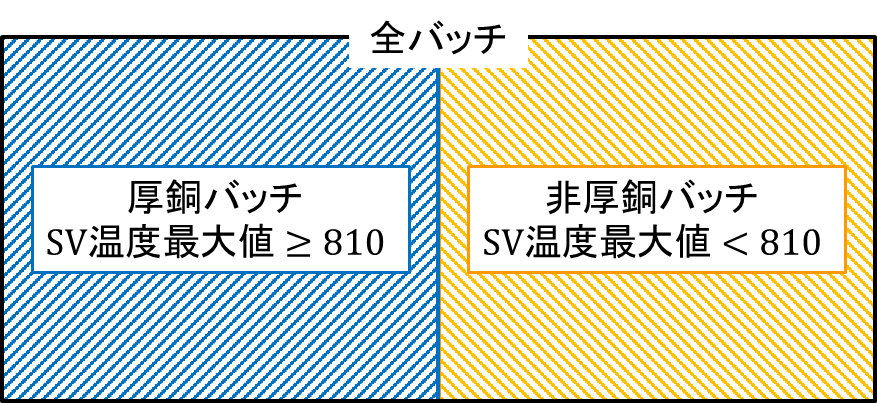 全バッチ
厚銅バッチ
SV温度最大値 ≥ 810
非厚銅バッチ
SV温度最大値 < 810